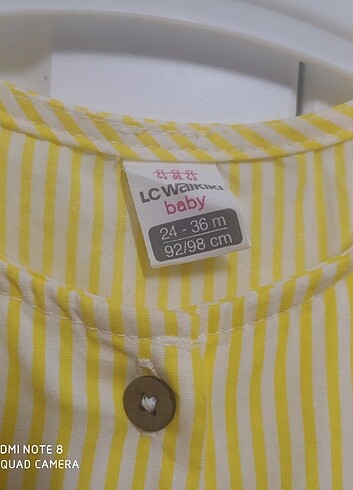 LC Waikiki
baby
24 - 36 m
92/98 cm
DMI NOTE 8
QUAD CAMERA